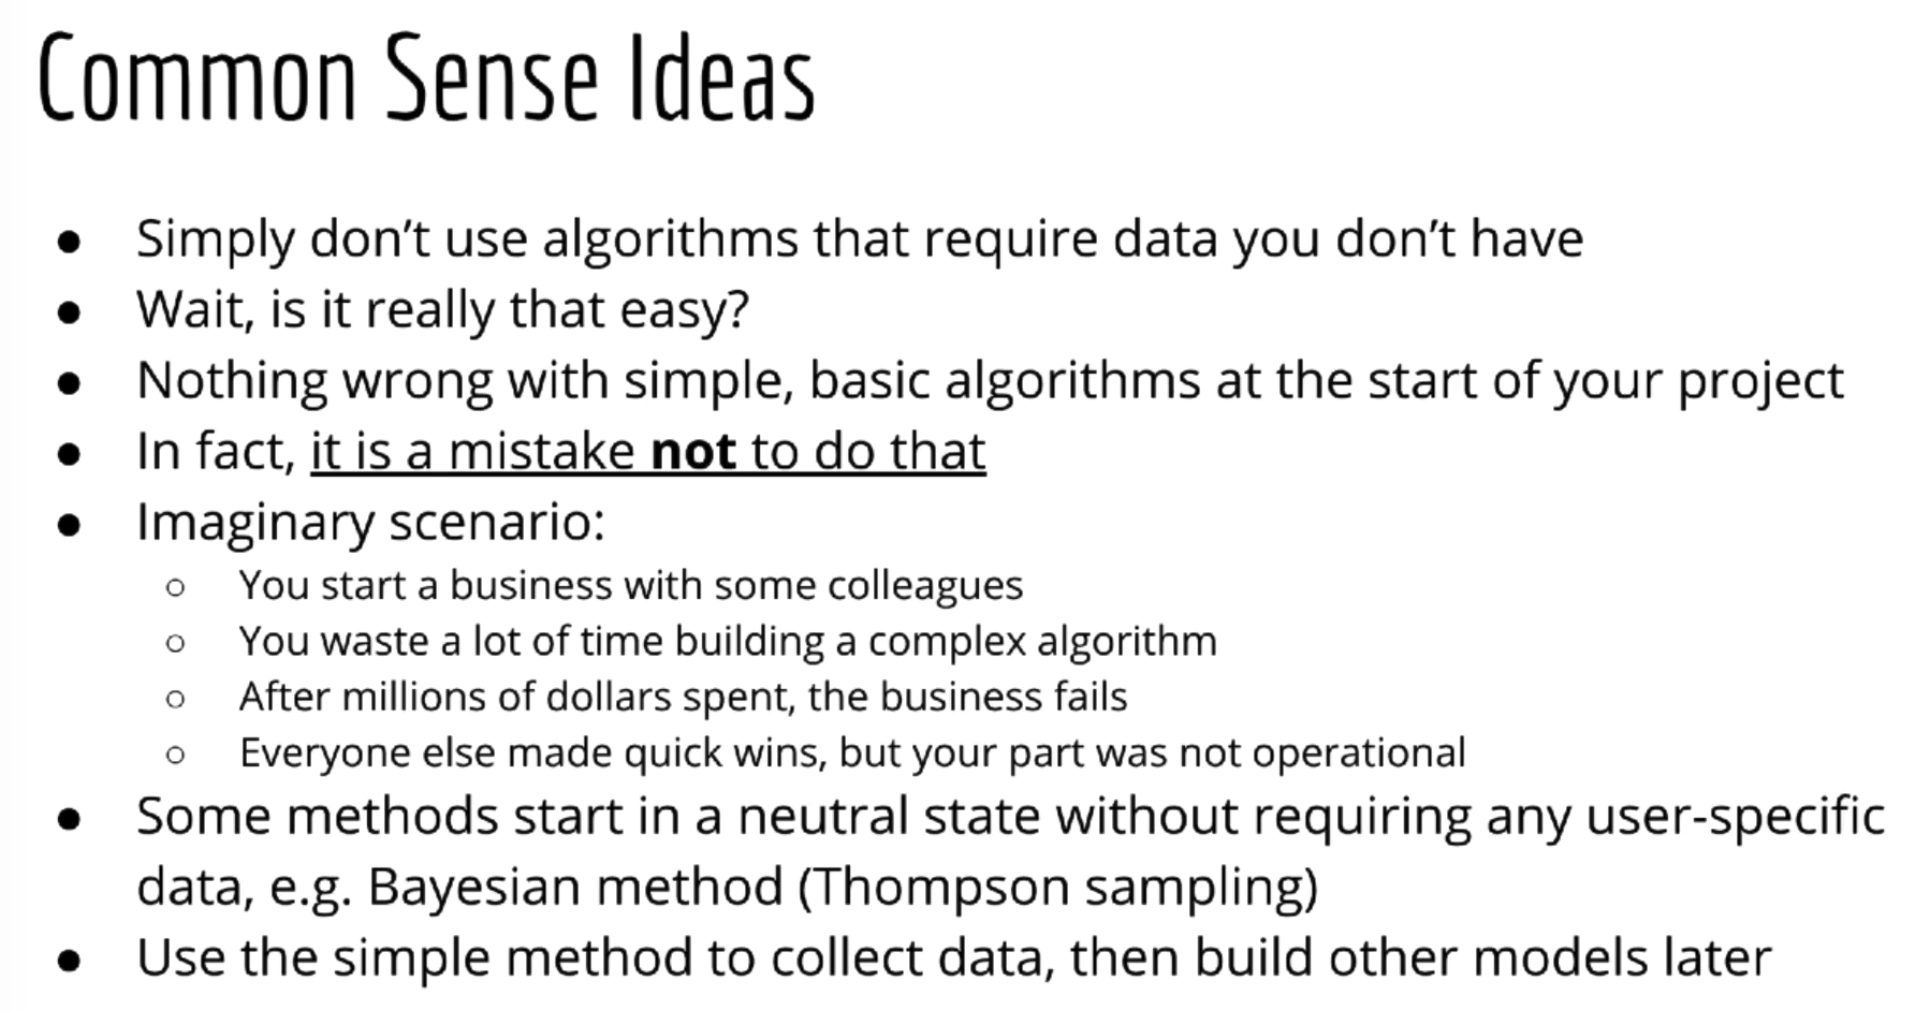 Common Sense Ideas
● Simply don’t use algorithms that require data you don’t have
● Wait, is it really that easy?
● Nothing wrong with simple, basic algorithms at the start of your project
● In fact, it is a mistake not to do that
● Imaginary scenario:
○ You start a business with some colleagues
○ You waste a lot of time building a complex algorithm
○ After millions of dollars spent, the business fails
○ Everyone else made quick wins, but your part was not operational
● Some methods start in a neutral state without requiring any user-specific
data, e.g. Bayesian method (Thompson sampling)
● Use the simple method to collect data, then build other models later